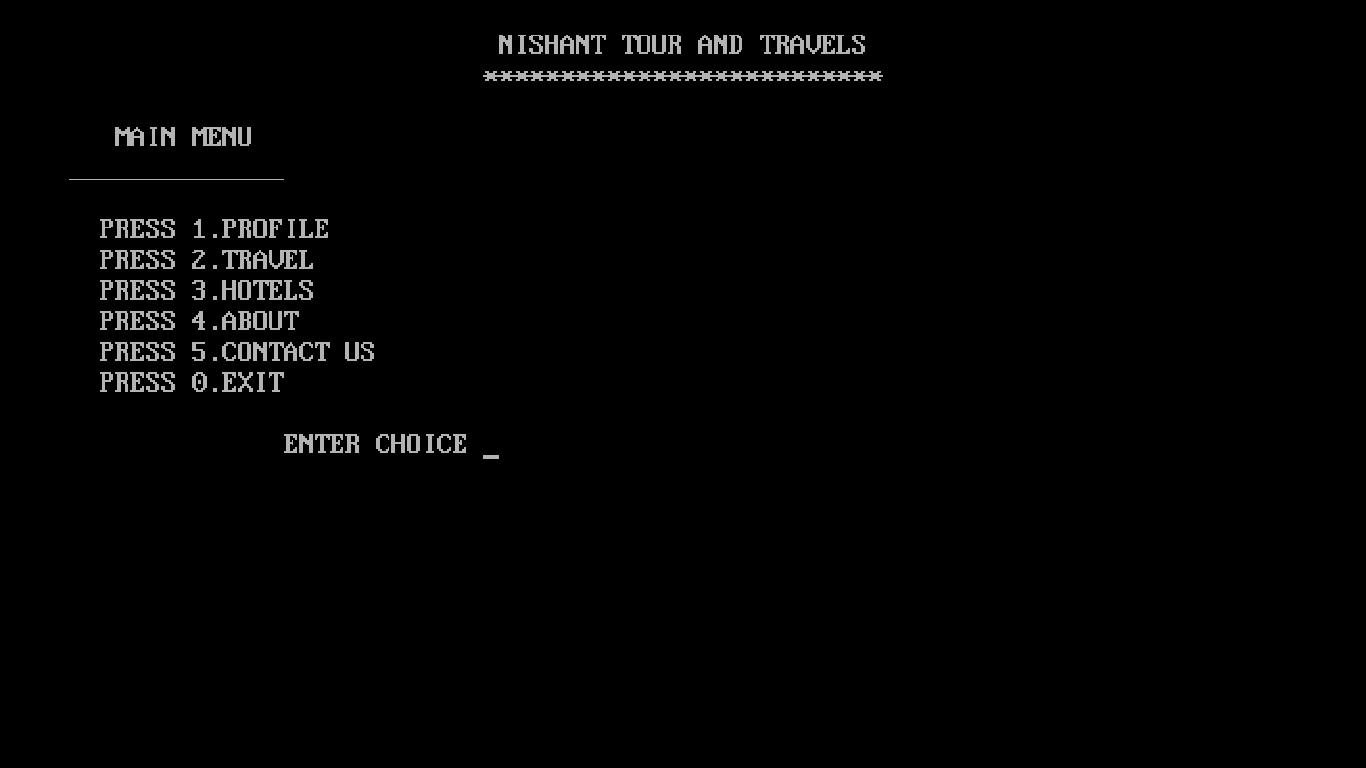 NISHANT TOUR AND TRAVELS
**************************
MAIN MENU
______________
PRESS 1.PROFILE
PRESS 2.TRAVEL
PRESS 3.HOTELS
PRESS 4.ABOUT
PRESS 5.CONTACT US
PRESS 0.EXIT
ENTER CHOICE _